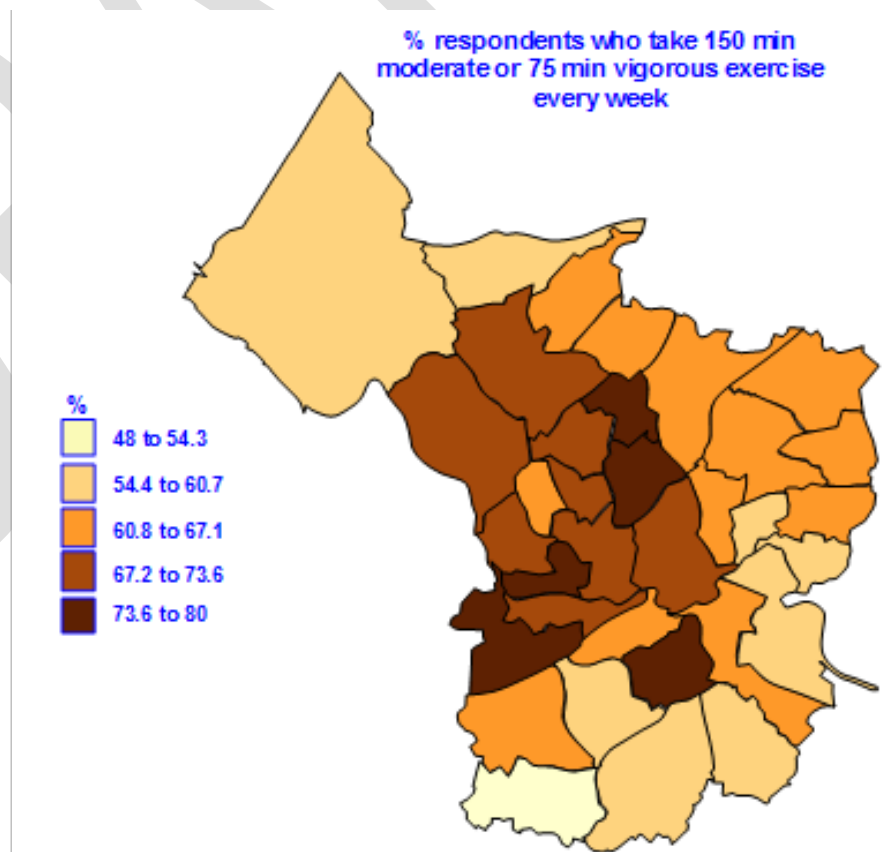 % respondents who take 150 min
moderate or 75 min vigorous exercise
every week
%
48 to 54.3
54.4 to 60.7
60.8 to 67.1
67.2 to 73.6
73.6 to 80